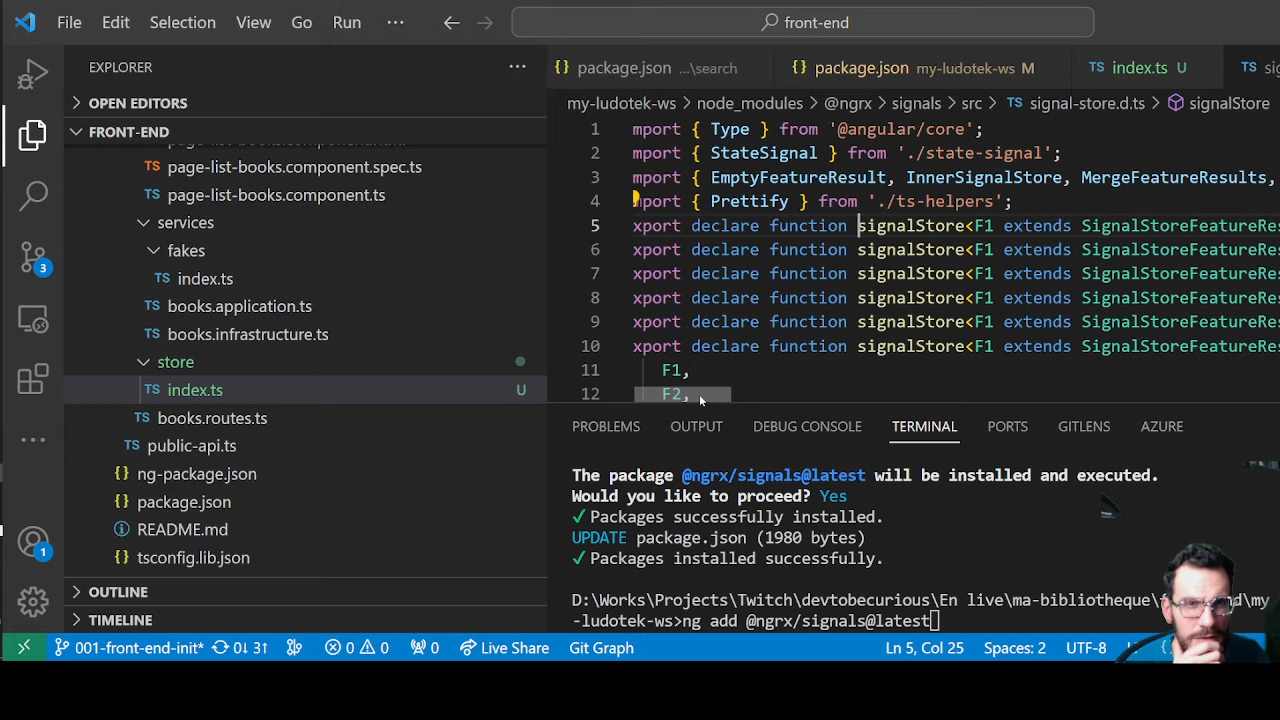 File Edit Selection View Go Run ··· front-end
EXPLORER ···
OPEN EDITORS
FRONT-END
page-list-books.component.spec.ts
page-list-books.component.ts
services
fakes
index.ts
books.application.ts
books.infrastructure.ts
store
index.ts U
books.routes.ts
public-api.ts
ng-package.json
package.json
README.md
tsconfig.lib.json
OUTLINE
TIMELINE
package.json ...\search package.json my-ludotek-ws M index.ts U
my-ludotek-ws > node_modules > @ngrx > signals > src > signal-store.d.ts > signalStore
1 mport { Type } from '@angular/core';
2 mport { StateSignal } from './state-signal';
3 mport { EmptyFeatureResult, InnerSignalStore, MergeFeatureResults,
4 mport { Prettify } from './ts-helpers';
5 xport declare function signalStore<F1 extends SignalStoreFeatureRes
6 xport declare function signalStore<F1 extends SignalStoreFeatureRes
7 xport declare function signalStore<F1 extends SignalStoreFeatureRes
8 xport declare function signalStore<F1 extends SignalStoreFeatureRes
9 xport declare function signalStore<F1 extends SignalStoreFeatureRes
10 xport declare function signalStore<F1 extends SignalStoreFeatureRes
11 F1,
12 F2,
PROBLEMS OUTPUT DEBUG CONSOLE TERMINAL PORTS GITLENS AZURE
The package @ngrx/signals@latest will be installed and executed.
Would you like to proceed? Yes
✓ Packages successfully installed.
UPDATE package.json (1980 bytes)
✓ Packages installed successfully.
D:\Works\Projects\Twitch\devtobecurious\En live\ma-bibliotheque\
-ludotek-ws>ng add @ngrx/signals@latest
3
1
001-front-end-init* 0↓ 3↑ 0 0 0 Live Share Git Graph Ln 5, Col 25 Spaces: 2 UTF-8